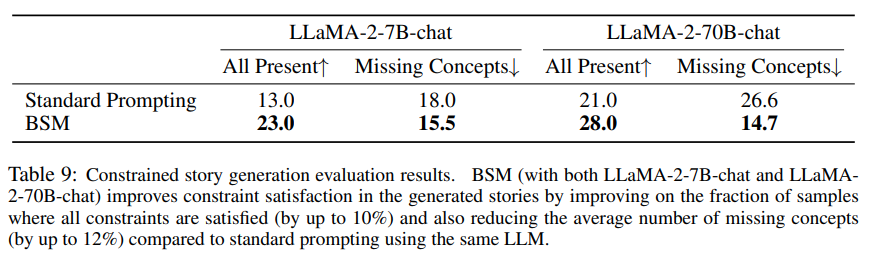 LLaMA-2-7B-chat LLaMA-2-70B-chat
All Present↑ Missing Concepts↓ All Present↑ Missing Concepts↓
Standard Prompting 13.0 18.0 21.0 26.6
BSM 23.0 15.5 28.0 14.7
Table 9: Constrained story generation evaluation results. BSM (with both LLaMA-2-7B-chat and LLaMA-
2-70B-chat) improves constraint satisfaction in the generated stories by improving on the fraction of samples
where all constraints are satisfied (by up to 10%) and also reducing the average number of missing concepts
(by up to 12%) compared to standard prompting using the same LLM.